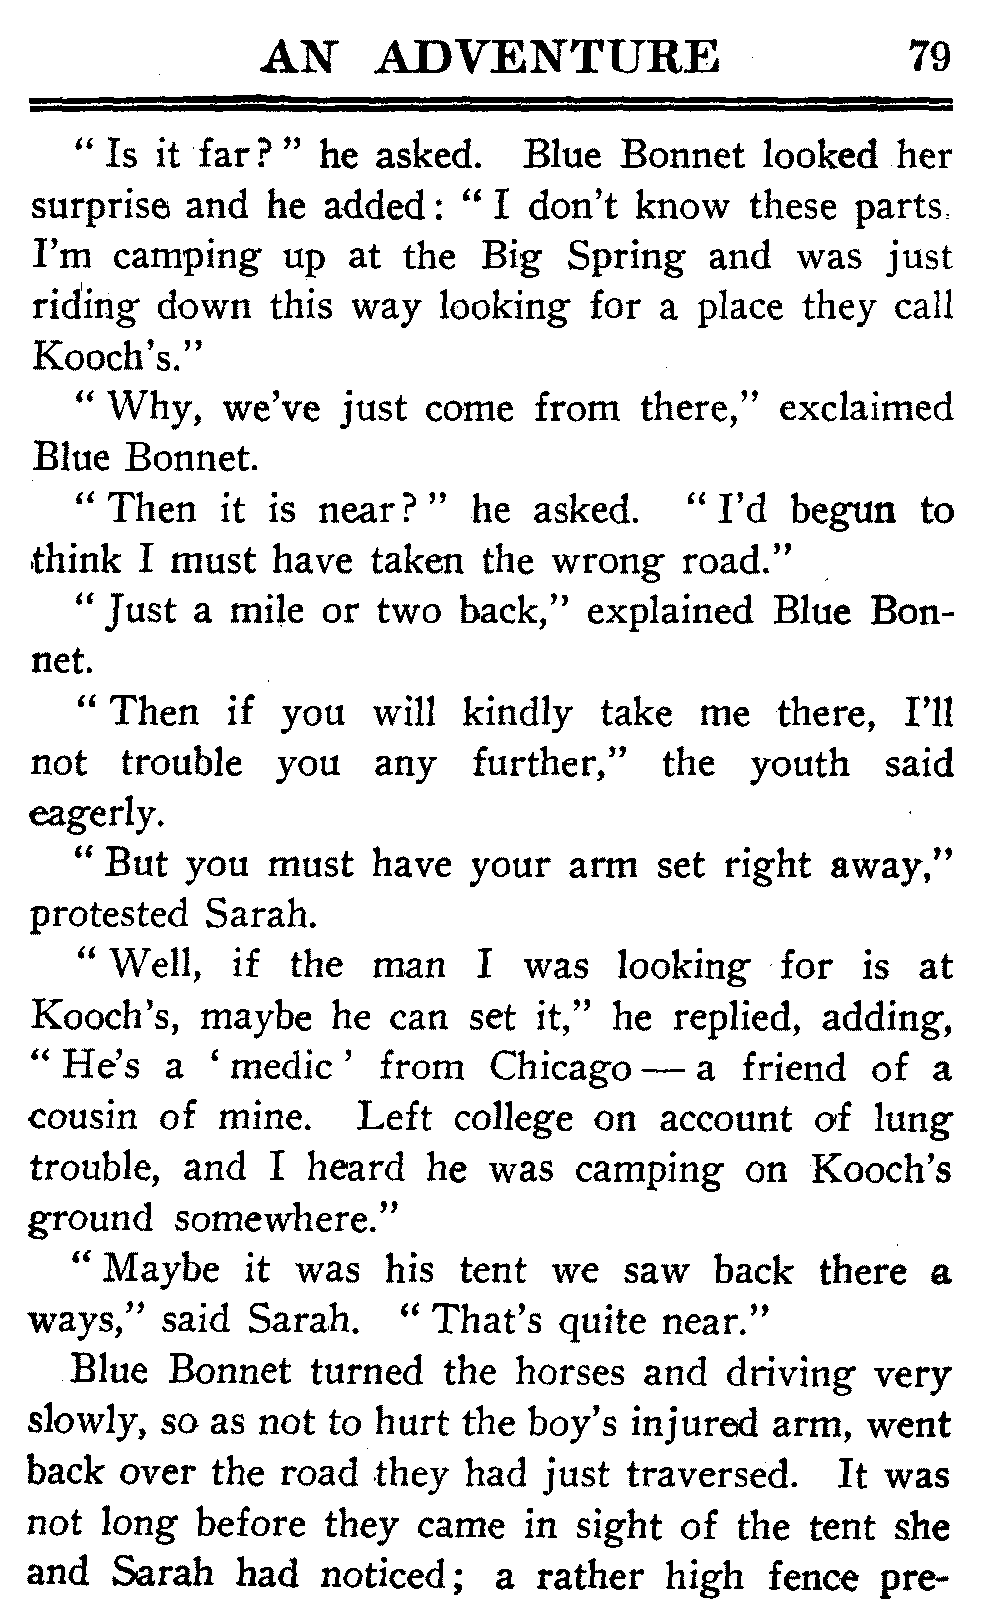 AN ADVENTURE 79
" Is it far? " he asked. Blue Bonnet looked her
surprise and he added: " I don't know these parts.
I'm camping up at the Big Spring and was just
riding down this way looking for a place they call
Kooch's."
" Why, we've just come from there," exclaimed
Blue Bonnet.
" Then it is near? " he asked. " I'd begun to
think I must have taken the wrong road."
" Just a mile or two back," explained Blue Bon-
net.
" Then if you will kindly take me there, I'll
not trouble you any further," the youth said
eagerly.
" But you must have your arm set right away,"
protested Sarah.
" Well, if the man I was looking for is at
Kooch's, maybe he can set it," he replied, adding,
" He's a ' medic ' from Chicago — a friend of a
cousin of mine. Left college on account of lung
trouble, and I heard he was camping on Kooch's
ground somewhere."
" Maybe it was his tent we saw back there a
ways," said Sarah. " That's quite near."
Blue Bonnet turned the horses and driving very
slowly, so as not to hurt the boy's injured arm, went
back over the road they had just traversed. It was
not long before they came in sight of the tent she
and Sarah had noticed; a rather high fence pre-